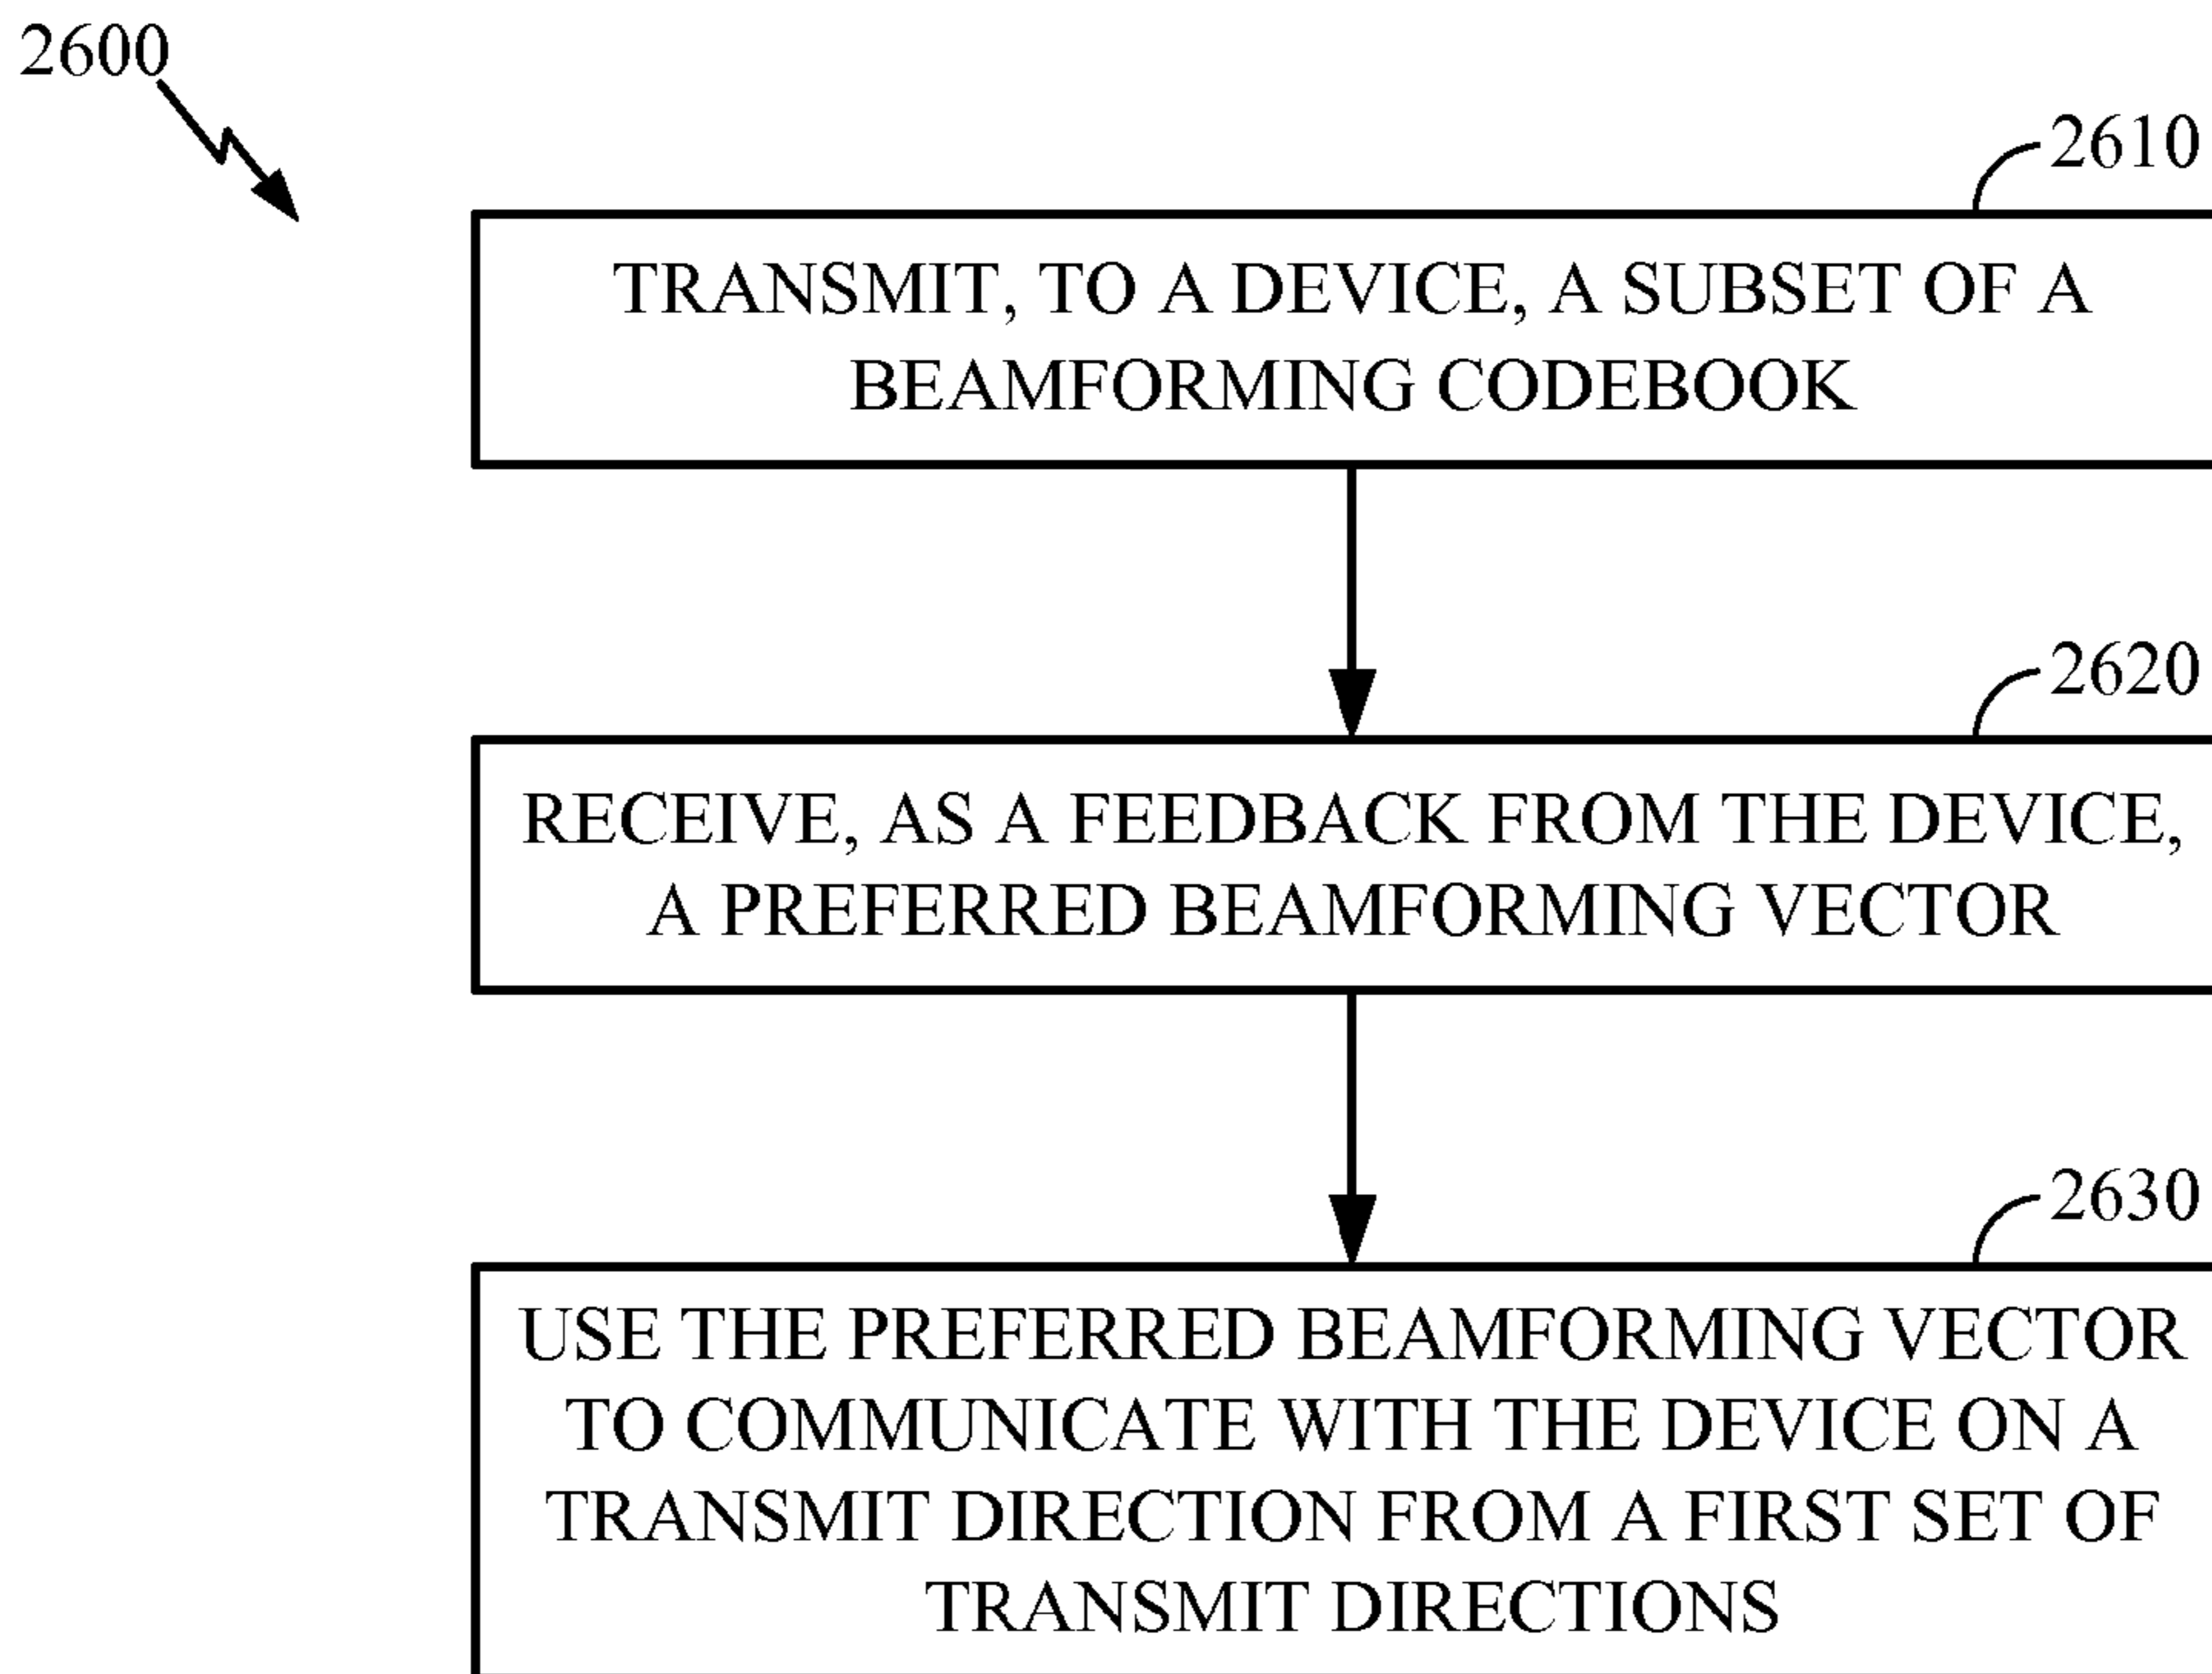 2600
2610
TRANSMIT, TO A DEVICE, A SUBSET OF A
BEAMFORMING CODEBOOK
2620
RECEIVE, AS A FEEDBACK FROM THE DEVICE,
A PREFERRED BEAMFORMING VECTOR
2630
USE THE PREFERRED BEAMFORMING VECTOR
TO COMMUNICATE WITH THE DEVICE ON A
TRANSMIT DIRECTION FROM A FIRST SET OF
TRANSMIT DIRECTIONS